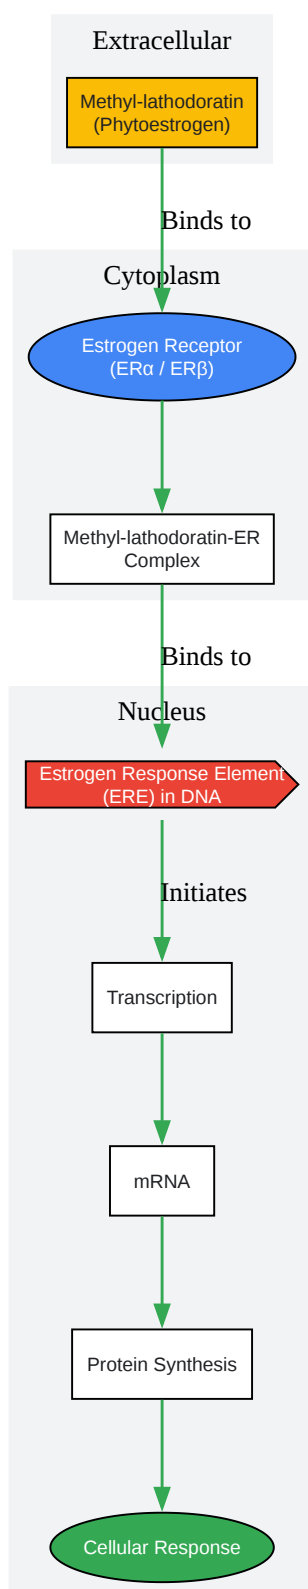 Extracellular
Methyl-lathodoratin
(Phytoestrogen)
Binds to
Cytoplasm
Estrogen Receptor
(ERα / ERβ)
Methyl-lathodoratin-ER
Complex
Binds to
Nucleus
Estrogen Response Element
(ERE) in DNA
Initiates
Transcription
mRNA
Protein Synthesis
Cellular Response